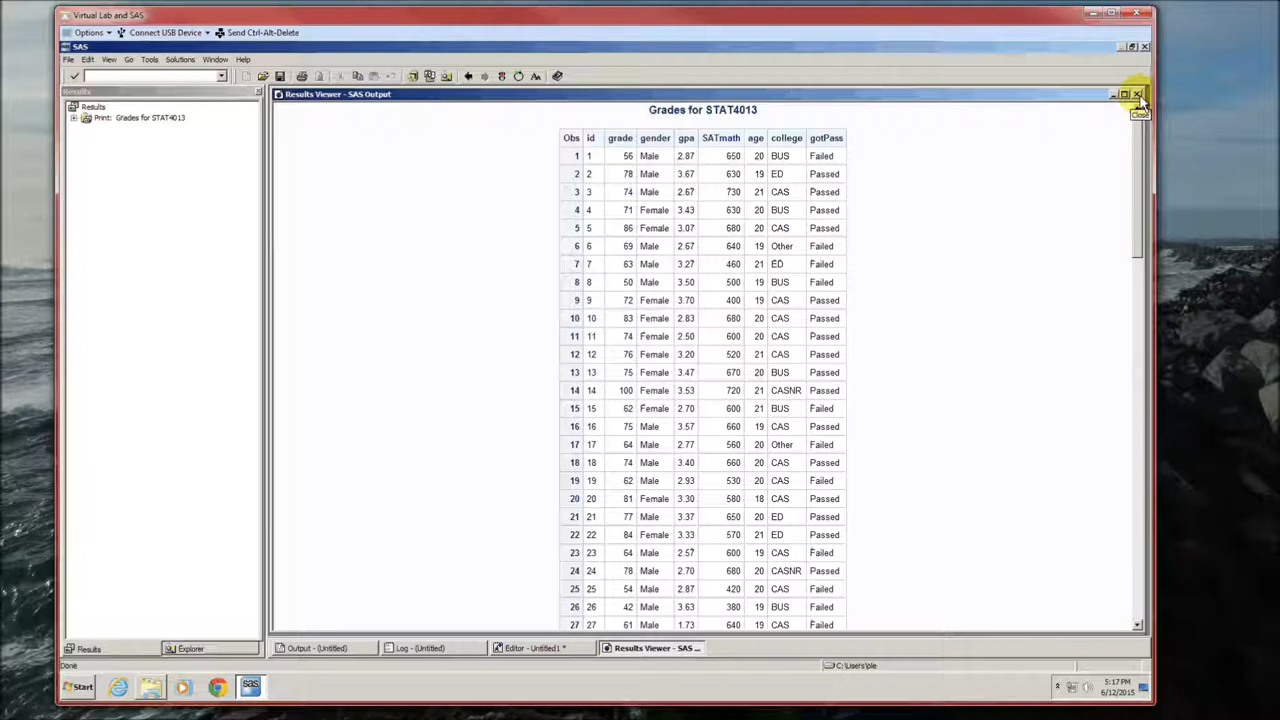 Virtual Lab and SAS
Options Connect USB Device Send Ctrl-Alt-Delete
SAS
File Edit View Go Tools Solutions Window Help
Results
Results Viewer - SAS Output
Results
Print: Grades for STAT4013
Close
Grades for STAT4013
Obs id grade gender gpa SATmath age college gotPass
1 1 56 Male 2.87 650 20 BUS Failed
2 2 78 Male 3.67 630 19 ED Passed
3 3 74 Male 2.67 730 21 CAS Passed
4 4 71 Female 3.43 630 20 BUS Passed
5 5 86 Female 3.07 680 20 CAS Passed
6 6 69 Male 2.67 640 19 Other Failed
7 7 63 Male 3.27 460 21 ED Failed
8 8 50 Male 3.50 500 19 BUS Failed
9 9 72 Female 3.70 400 19 CAS Passed
10 10 83 Female 2.83 680 20 CAS Passed
11 11 74 Female 2.50 600 20 CAS Passed
12 12 76 Female 3.20 520 21 CAS Passed
13 13 75 Female 3.47 670 20 BUS Passed
14 14 100 Female 3.53 720 21 CASNR Passed
15 15 62 Female 2.70 600 21 BUS Failed
16 16 75 Male 3.57 660 19 CAS Passed
17 17 64 Male 2.77 560 20 Other Failed
18 18 74 Male 3.40 660 20 CAS Passed
19 19 62 Male 2.93 530 20 CAS Failed
20 20 81 Female 3.30 580 18 CAS Passed
21 21 77 Male 3.37 650 20 ED Passed
22 22 84 Female 3.33 570 21 ED Passed
23 23 64 Male 2.57 600 19 CAS Failed
24 24 78 Male 2.70 680 20 CASNR Passed
25 25 54 Male 2.87 420 20 CAS Failed
26 26 42 Male 3.63 380 19 BUS Failed
27 27 61 Male 1.73 640 19 CAS Failed
Results Explorer Output - (Untitled) Log - (Untitled) Editor - Untitled1 * Results Viewer - SAS ...
Done C:\Users\ple
Start sas 5:17 PM
6/12/2015